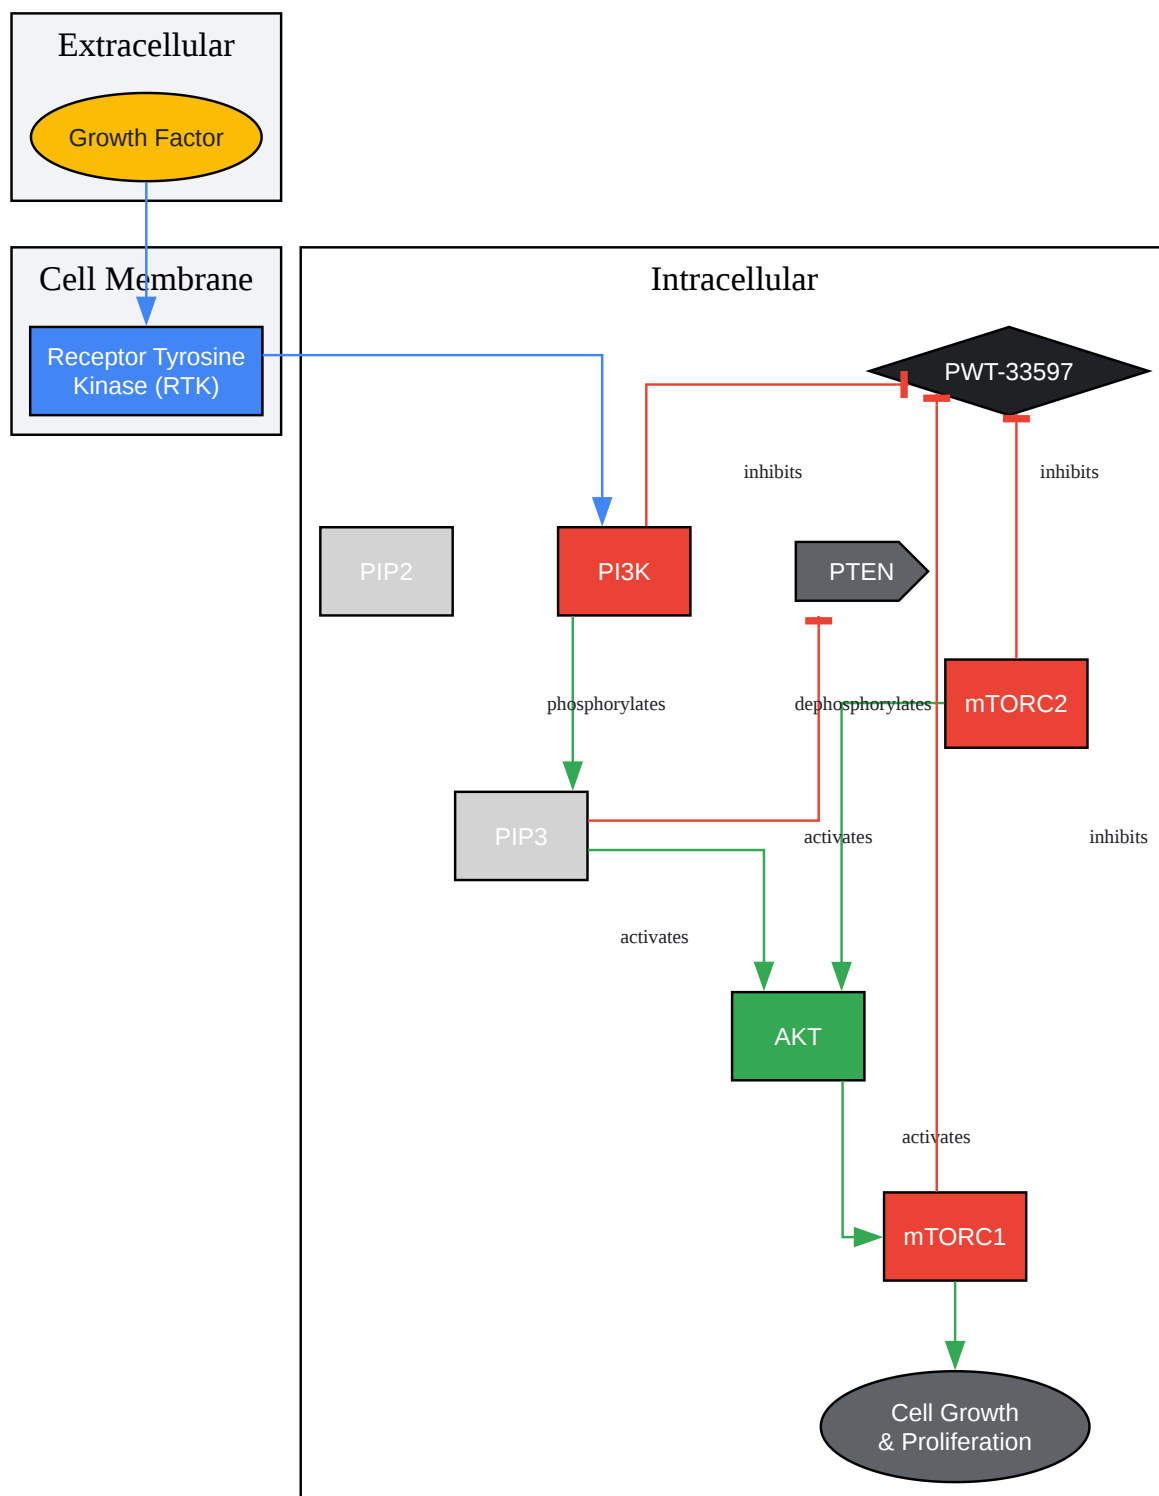 Extracellular
Growth Factor
Cell Membrane
Receptor Tyrosine
Kinase (RTK)
Intracellular
PWT-33597
inhibits
inhibits
PIP2
PI3K
PTEN
phosphorylates
dephosphorylates
mTORC2
PIP3
activates
inhibits
activates
AKT
activates
mTORC1
Cell Growth
& Proliferation